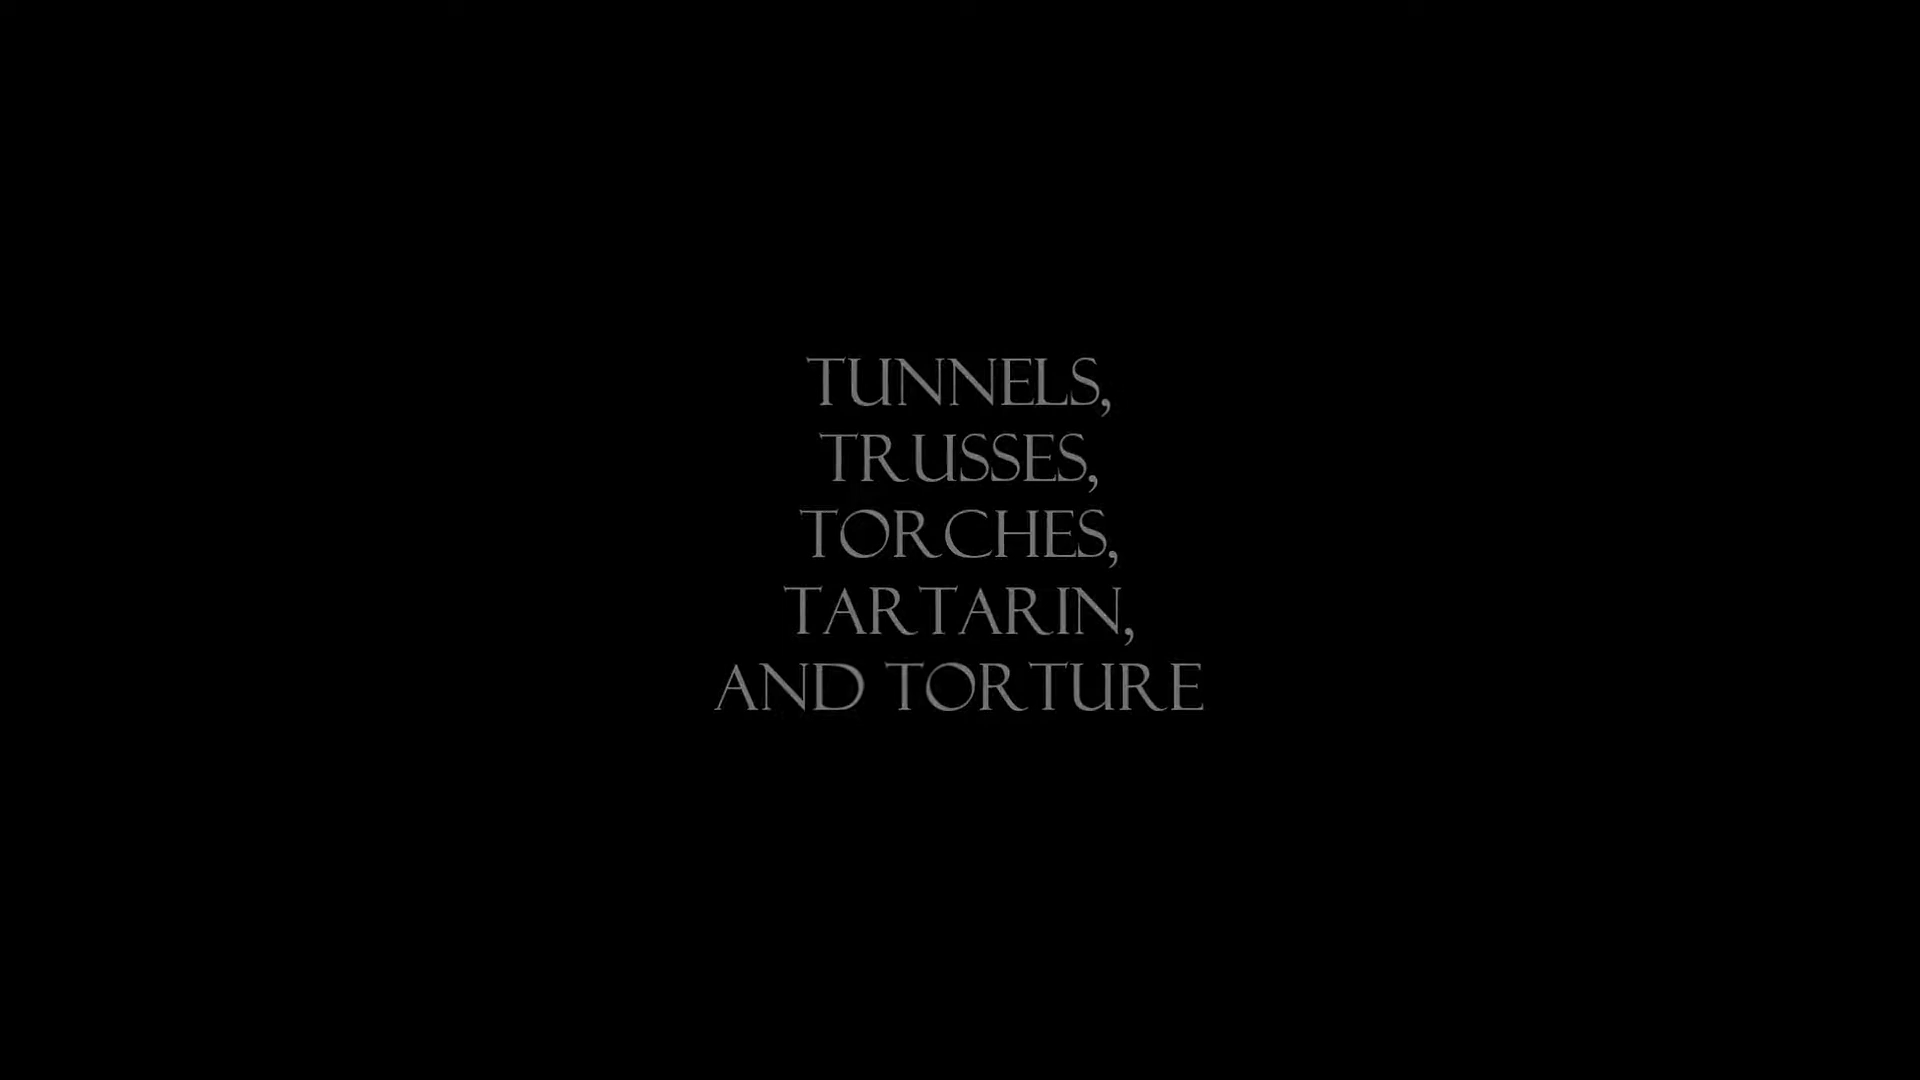 TUNNELS,
TRUSSES,
TORCHES,
TARTARIN,
AND TORTURE